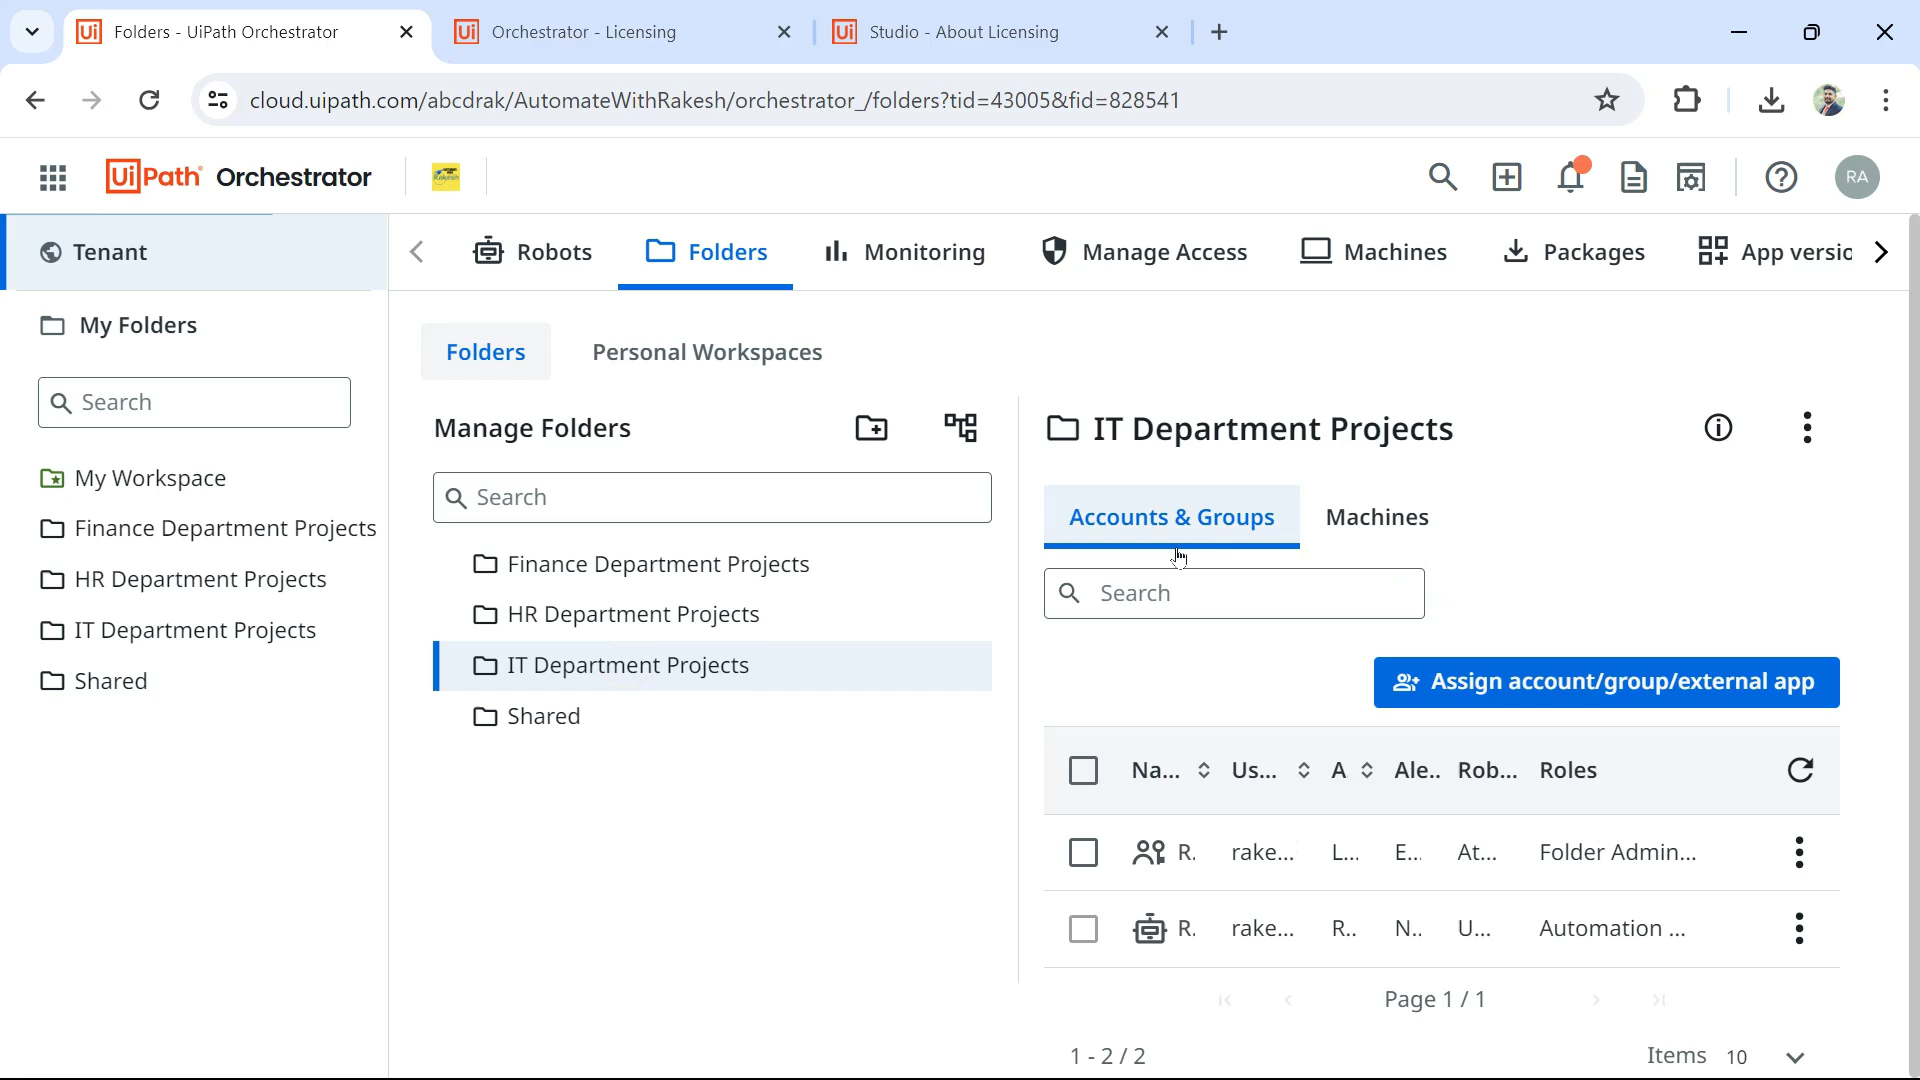 Folders - UiPath Orchestrator
Orchestrator - Licensing
Studio - About Licensing
cloud.uipath.com/abcdrak/AutomateWithRakesh/orchestrator_/folders?tid=43005&fid=828541
UiPath Orchestrator
RA
Tenant
Robots
Folders
Monitoring
Manage Access
Machines
Packages
App versio
My Folders
Search
My Workspace
Finance Department Projects
HR Department Projects
IT Department Projects
Shared
Folders
Personal Workspaces
Manage Folders
Search
Finance Department Projects
HR Department Projects
IT Department Projects
Shared
IT Department Projects
Accounts & Groups
Machines
Search
Assign account/group/external app
Na... Us... A Ale.. Rob... Roles
R. rake... L... E... At... Folder Admin...
R. rake... R.. N.. U... Automation ...
Page 1 / 1
1 - 2 / 2
Items 10